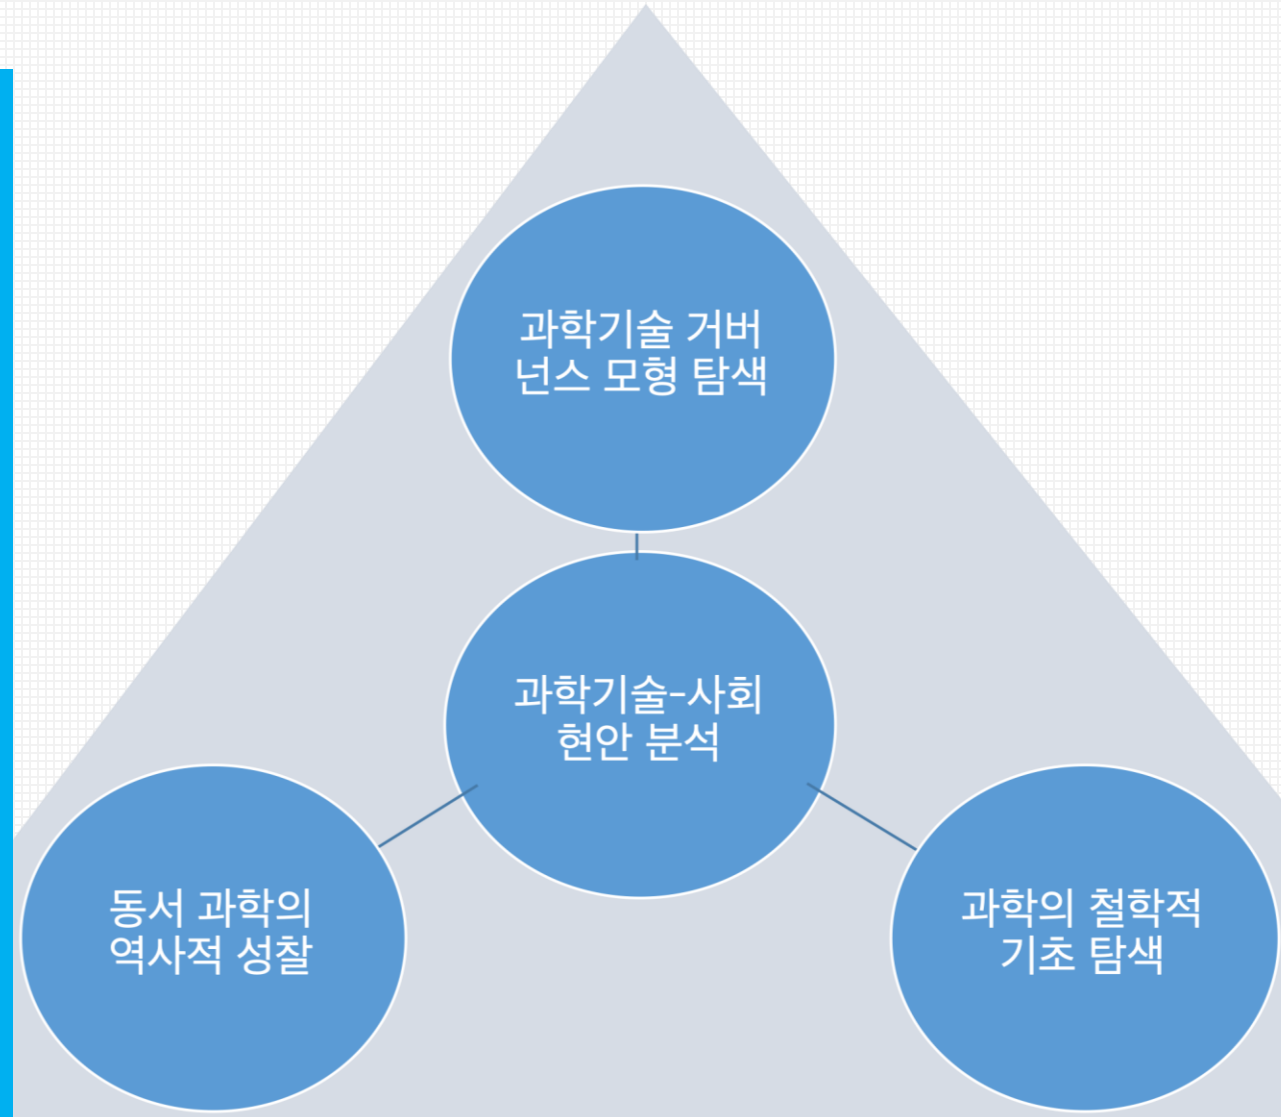 과학기술 거버
넌스 모형 탐색
과학기술-사회
현안 분석
동서 과학의
역사적 성찰
과학의 철학적
기초 탐색